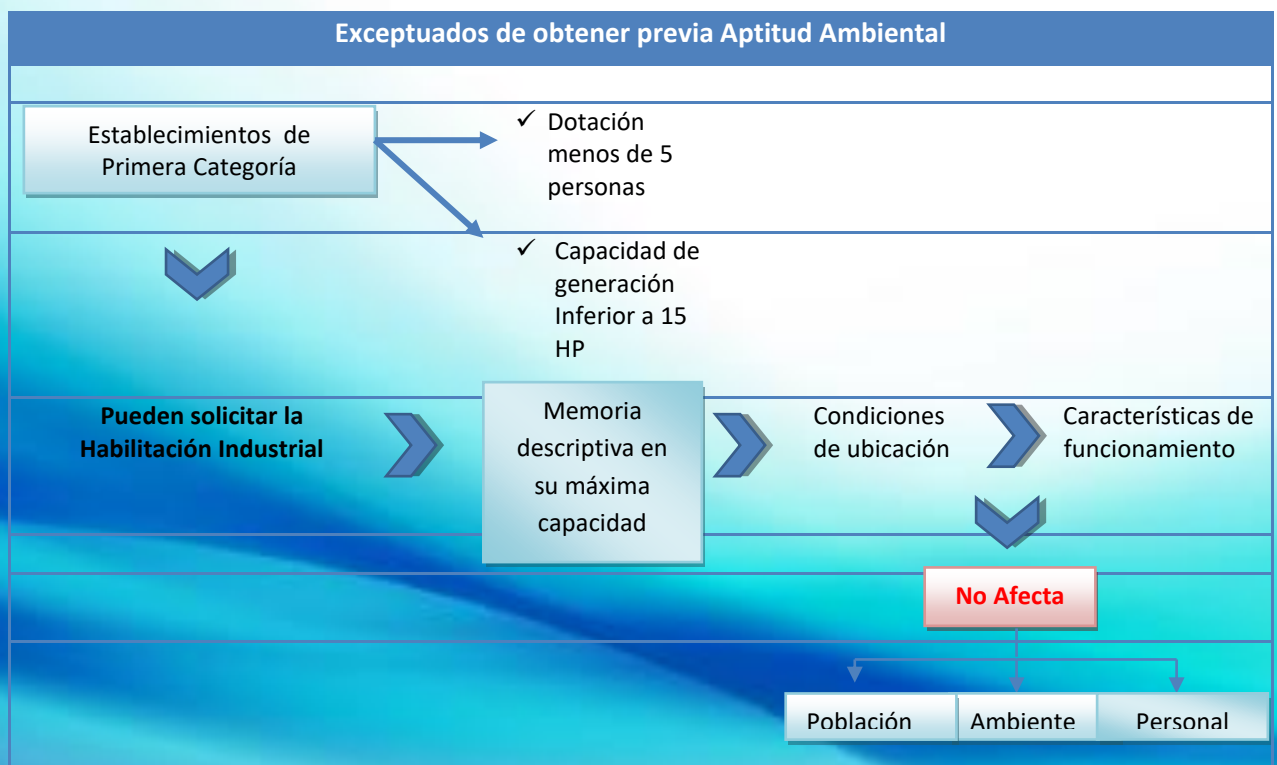 Exceptuados de obtener previa Aptitud Ambiental
Establecimientos de
Primera Categoría
✓ Dotación
menos de 5
personas
✓ Capacidad de
generación
Inferior a 15
HP
Pueden solicitar la
Habilitación Industrial
Memoria
descriptiva en
su máxima
capacidad
Condiciones
de ubicación
Características de
funcionamiento
No Afecta
Población
Ambiente
Personal